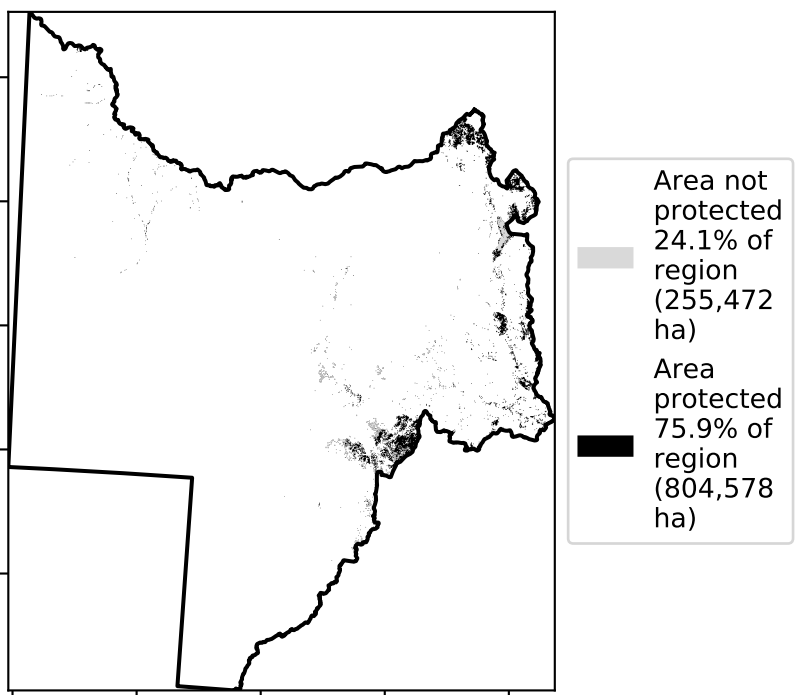 Area not
protected
24.1% of
region
(255,472
ha)
Area
protected
75.9% of
region
(804,578
ha)